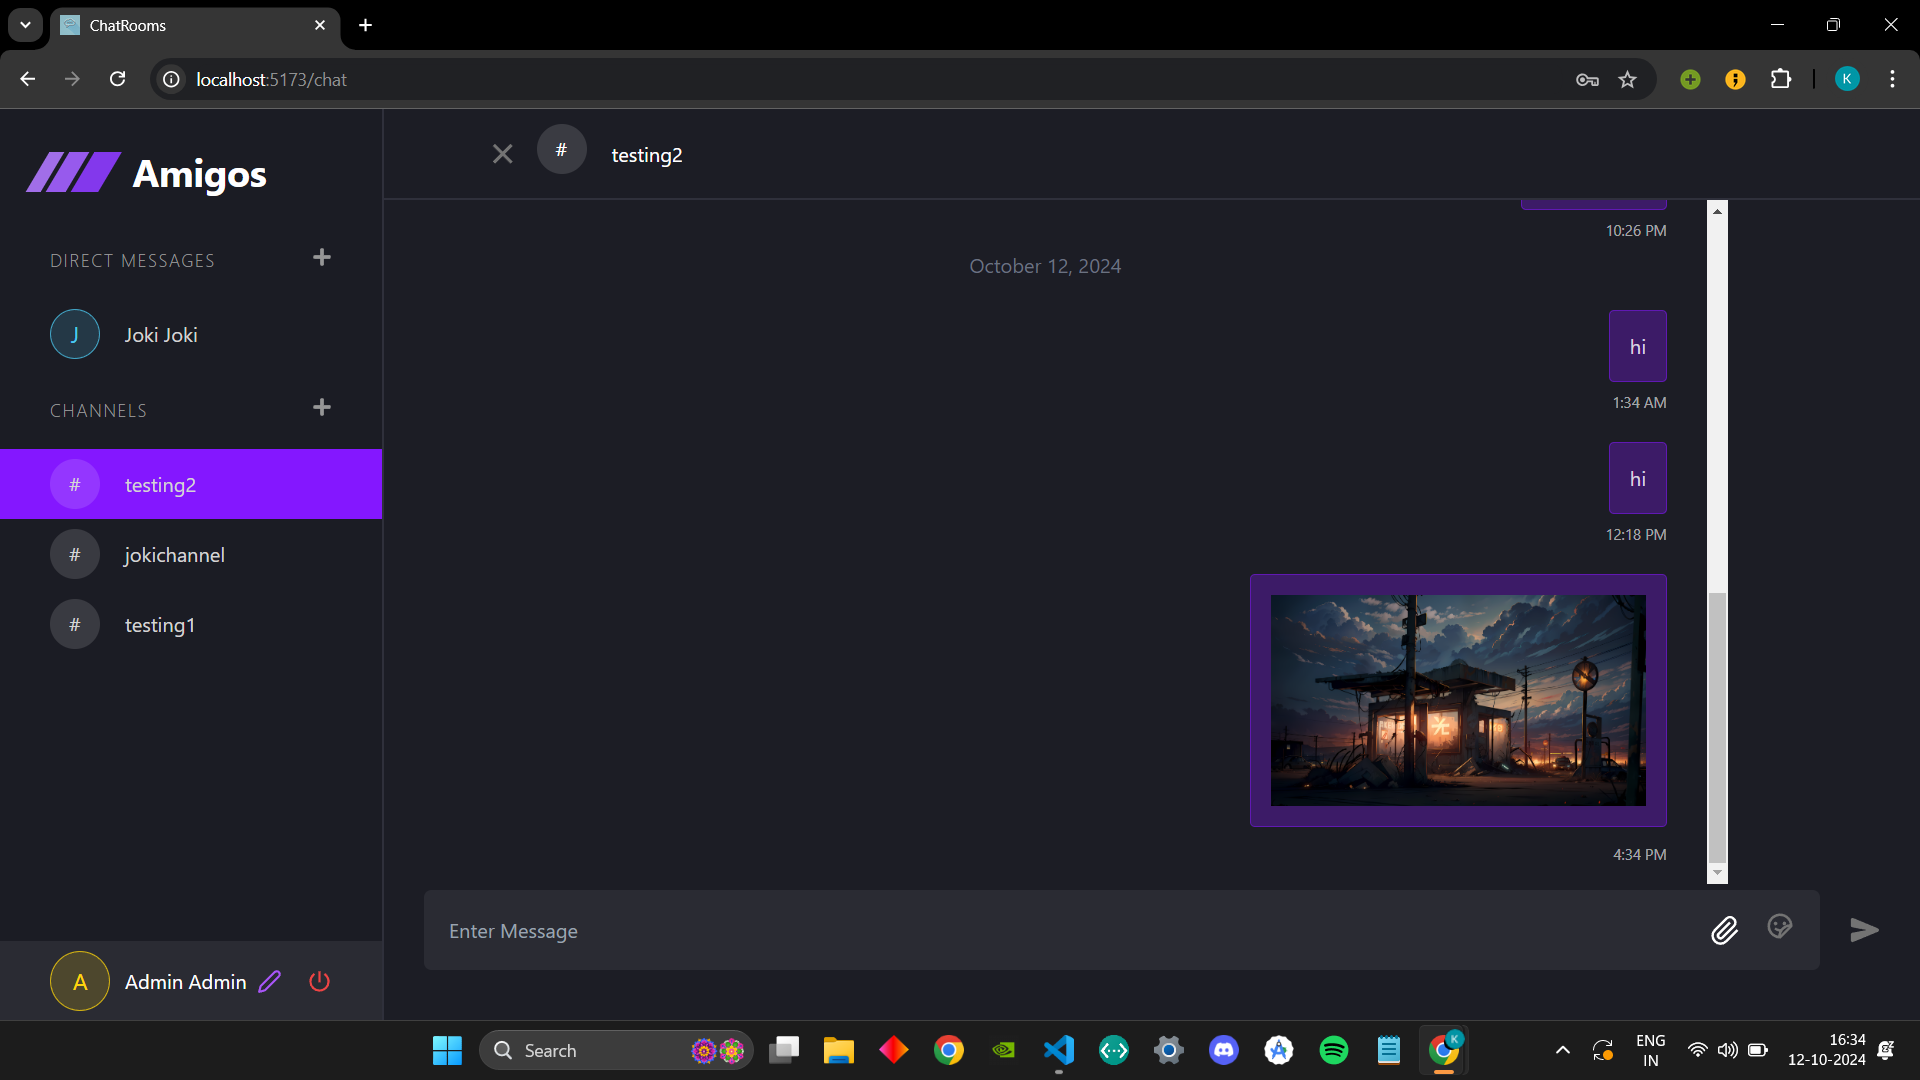 ChatRooms
localhost:5173/chat
K
Amigos
DIRECT MESSAGES
J
Joki Joki
CHANNELS
#
testing2
#
jokichannel
#
testing1
A
Admin Admin
#
testing2
10:26 PM
October 12, 2024
hi
1:34 AM
hi
12:18 PM
4:34 PM
Enter Message
Search
K
ENG
IN
16:34
12-10-2024